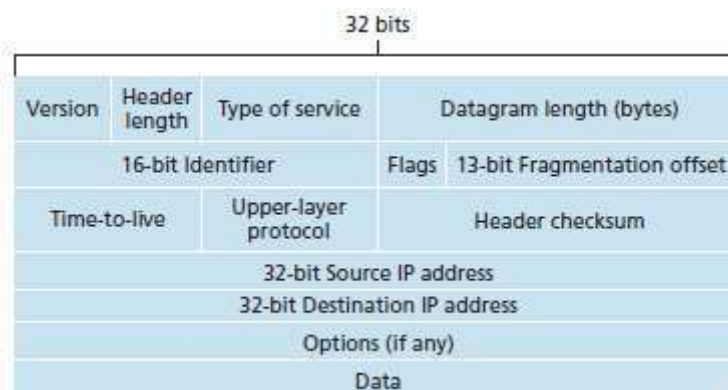 32 bits
Version Header length Type of service Datagram length (bytes)
16-bit Identifier Flags 13-bit Fragmentation offset
Time-to-live Upper-layer protocol Header checksum
32-bit Source IP address
32-bit Destination IP address
Options (if any)
Data